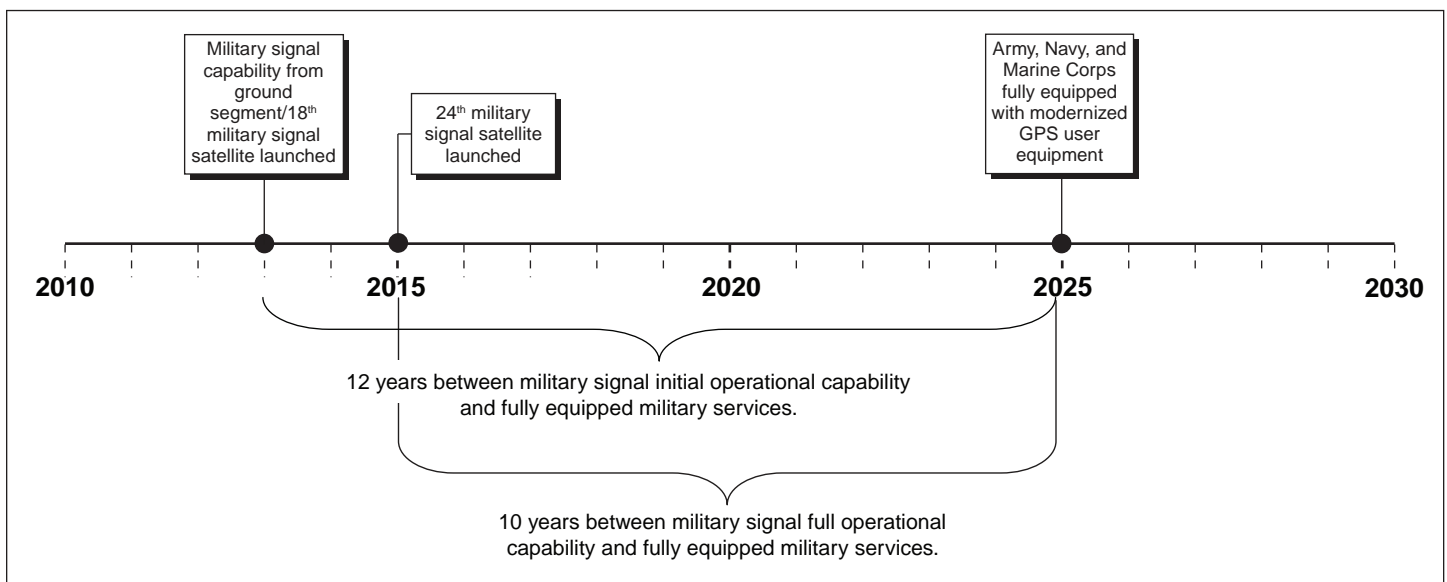 Military signal
capability from
ground
segment/18th
military signal
satellite launched
24th military
signal satellite
launched
Army, Navy, and
Marine Corps
fully equipped
with modernized
GPS user
equipment
2010
2015
2020
2025
2030
12 years between military signal initial operational capability
and fully equipped military services.
10 years between military signal full operational
capability and fully equipped military services.